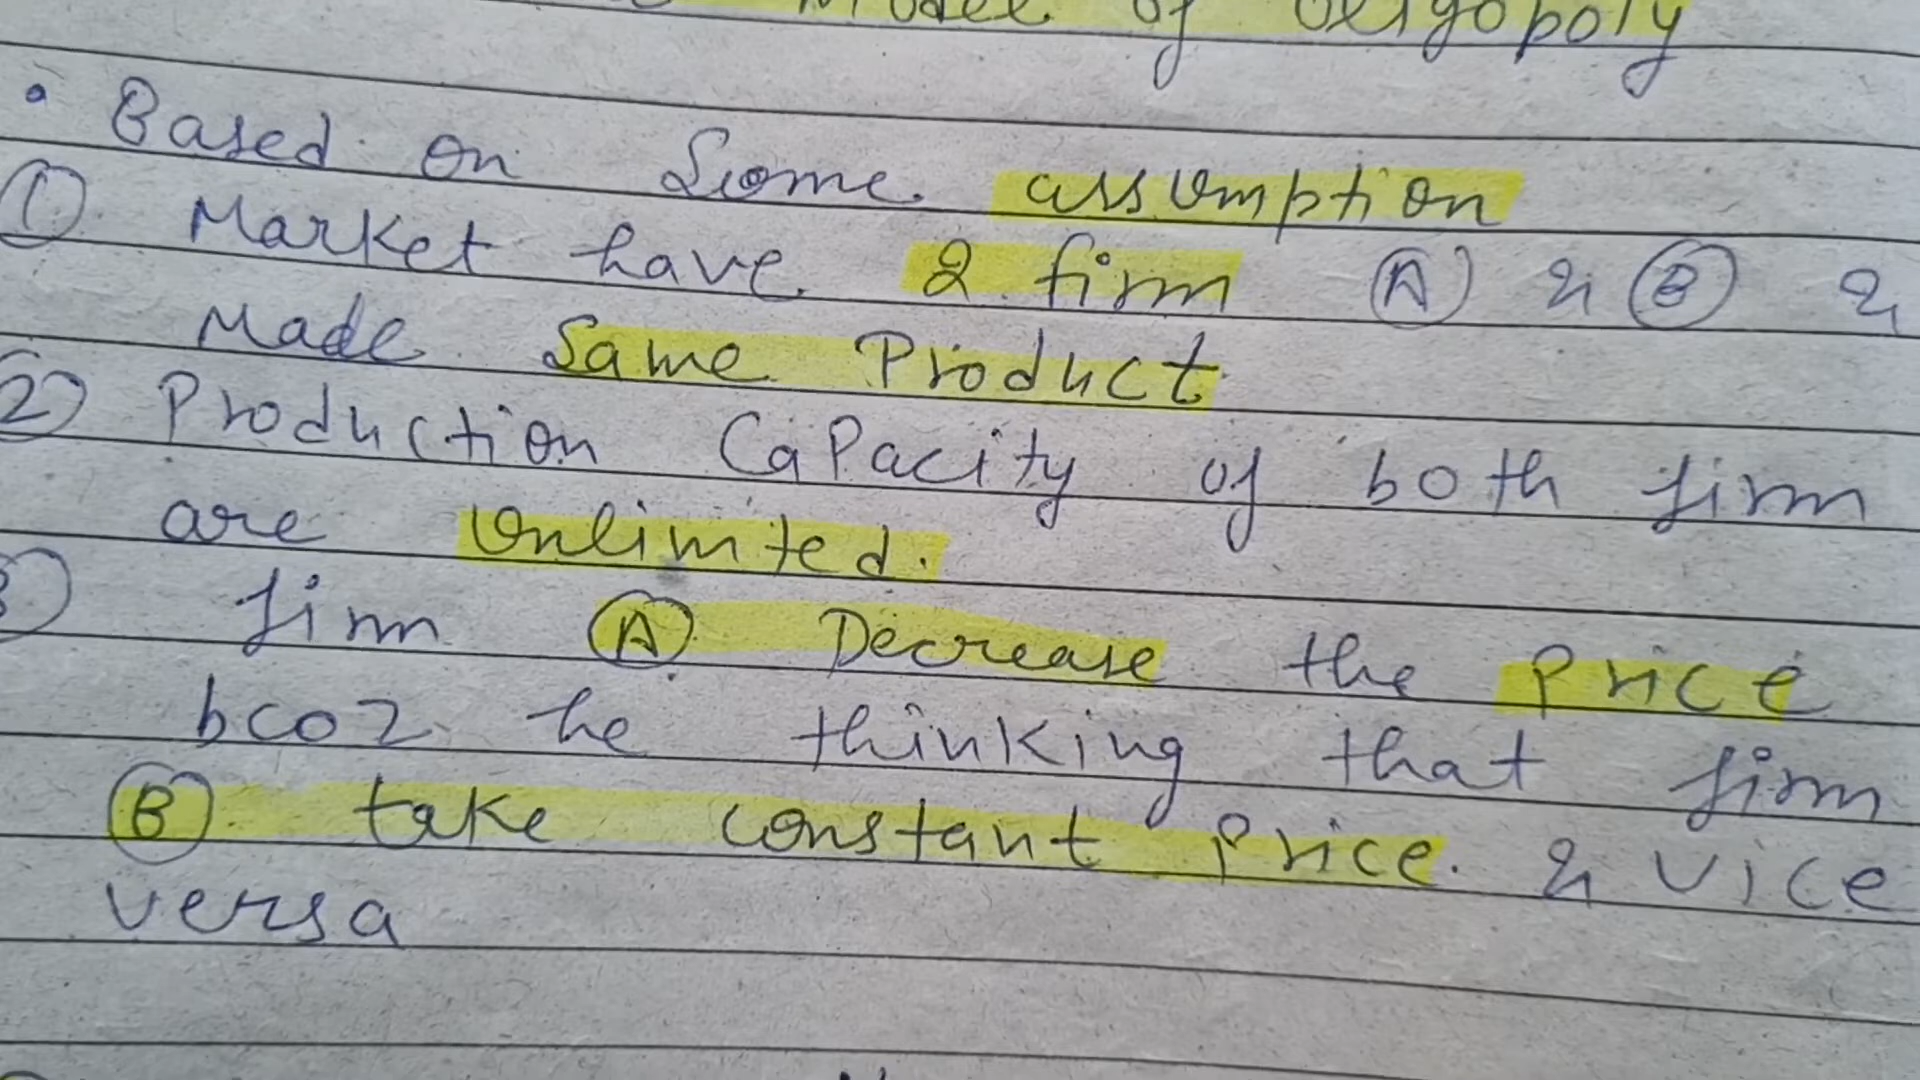 Model of oligopoly
• Based on Some assumption
① Market have 2 firm Ⓐ & Ⓑ &
Made Same Product
② Production Capacity of both firm
are Unlimited.
③ firm Ⓐ Decrease the Price
bcoz he thinking that firm
Ⓑ take constant Price. & vice
versa